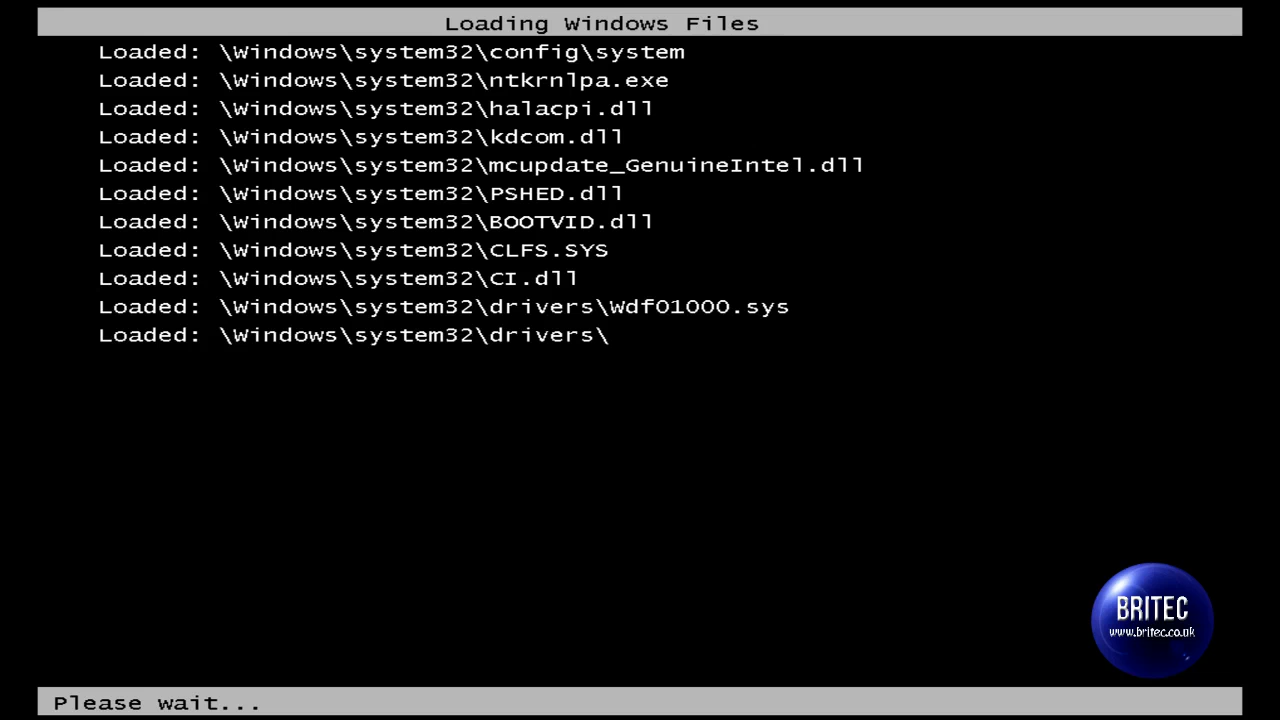 Loading Windows Files
Loaded: \Windows\system32\config\system
Loaded: \Windows\system32\ntkrnlpa.exe
Loaded: \Windows\system32\halacpi.dll
Loaded: \Windows\system32\kdcom.dll
Loaded: \Windows\system32\mcupdate_GenuineIntel.dll
Loaded: \Windows\system32\PSHED.dll
Loaded: \Windows\system32\BOOTVID.dll
Loaded: \Windows\system32\CLFS.SYS
Loaded: \Windows\system32\CI.dll
Loaded: \Windows\system32\drivers\Wdf01000.sys
Loaded: \Windows\system32\drivers\
BRITEC
www.britec.co.uk
Please wait...